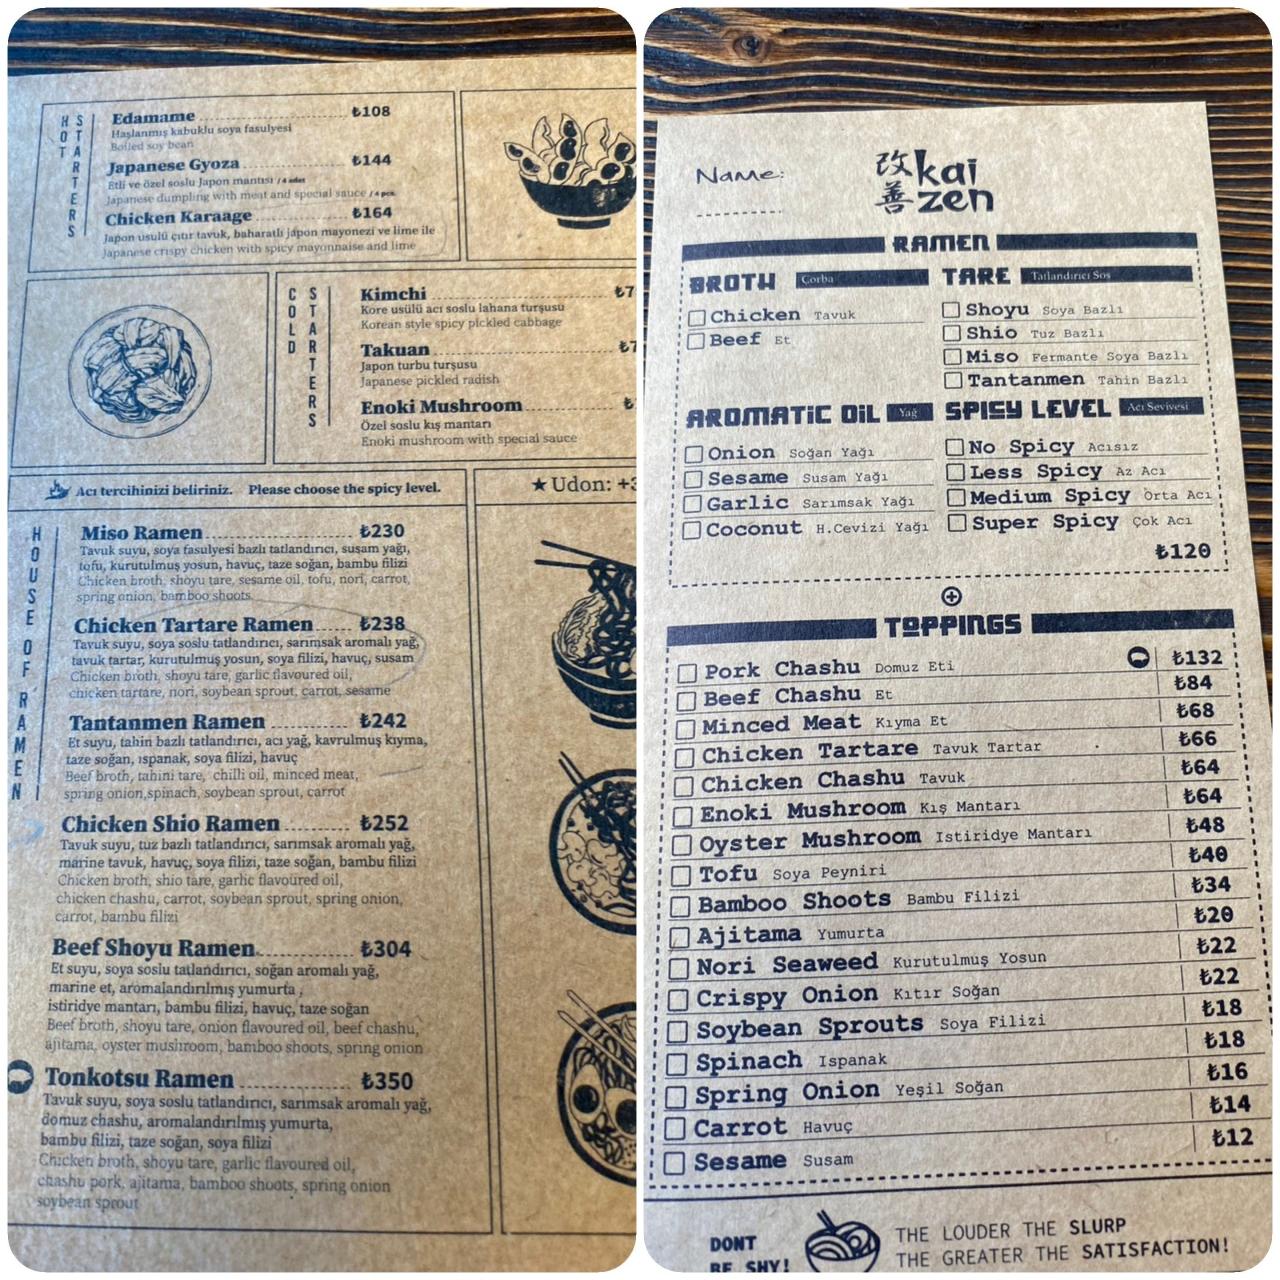 HOT STARTERS
Edamame ₺108
Haşlanmış kabuklu soya fasulyesi
Boiled soy bean
Japanese Gyoza ₺144
Etli ve özel soslu Japon mantısı / 4 adet
Japanese dumpling with meat and special sauce / 4 pcs
Chicken Karaage ₺164
Japon usulü çıtır tavuk, baharatlı japon mayonezi ve lime ile
Japanese crispy chicken with spicy mayonnaise and lime
COLD STARTERS
Kimchi ₺7
Kore usülü acı soslu lahana turşusu
Korean style spicy pickled cabbage
Takuan ₺7
Japon turbu turşusu
Japanese pickled radish
Enoki Mushroom ₺
Özel soslu kış mantarı
Enoki mushroom with special sauce
Acı tercihinizi beliriniz. Please choose the spicy level.
★Udon: +3
HOUSE OF RAMEN
Miso Ramen ₺230
Tavuk suyu, soya fasulyesi bazlı tatlandırıcı, susam yağı,
tofu, kurutulmuş yosun, havuç, taze soğan, bambu filizi
Chicken broth, shoyu tare, sesame oil, tofu, nori, carrot,
spring onion, bamboo shoots
Chicken Tartare Ramen ₺238
Tavuk suyu, soya soslu tatlandırıcı, sarımsak aromalı yağ,
tavuk tartar, kurutulmuş yosun, soya filizi, havuç, susam
Chicken broth, shoyu tare, garlic flavoured oil,
chicken tartare, nori, soybean sprout, carrot, sesame
Tantanmen Ramen ₺242
Et suyu, tahin bazlı tatlandırıcı, acı yağ, kavrulmuş kıyma,
taze soğan, ıspanak, soya filizi, havuç
Beef broth, tahini tare, chilli oil, minced meat,
spring onion,spinach, soybean sprout, carrot
Chicken Shio Ramen ₺252
Tavuk suyu, tuz bazlı tatlandırıcı, sarımsak aromalı yağ,
marine tavuk, havuç, soya filizi, taze soğan, bambu filizi
Chicken broth, shio tare, garlic flavoured oil,
chicken chashu, carrot, soybean sprout, spring onion,
carrot, bambu filizi
Beef Shoyu Ramen ₺304
Et suyu, soya soslu tatlandırıcı, soğan aromalı yağ,
marine et, aromalandırılmış yumurta ,
istiridye mantarı, bambu filizi, havuç, taze soğan
Beef broth, shoyu tare, onion flavoured oil, beef chashu,
ajitama, oyster mushroom, bamboo shoots, spring onion
Tonkotsu Ramen ₺350
Tavuk suyu, soya soslu tatlandırıcı, sarımsak aromalı yağ,
domuz chashu, aromalandırılmış yumurta,
bambu filizi, taze soğan, soya filizi
Chicken broth, shoyu tare, garlic flavoured oil,
chashu pork, ajitama, bamboo shoots, spring onion
soybean sprout
Name:
改善 kaizen
RAMEN
BROTH Çorba
Chicken Tavuk
Beef Et
TARE Tatlandırıcı Sos
Shoyu Soya Bazlı
Shio Tuz Bazlı
Miso Fermante Soya Bazlı
Tantanmen Tahin Bazlı
AROMATIC OIL Yağ
Onion Soğan Yağı
Sesame Susam Yağı
Garlic Sarımsak Yağı
Coconut H.Cevizi Yağı
SPICY LEVEL Acı Seviyesi
No Spicy Acısız
Less Spicy Az Acı
Medium Spicy Orta Acı
Super Spicy Çok Acı
₺120
TOPPINGS
Pork Chashu Domuz Eti ₺132
Beef Chashu Et ₺84
Minced Meat Kıyma Et ₺68
Chicken Tartare Tavuk Tartar ₺66
Chicken Chashu Tavuk ₺64
Enoki Mushroom Kış Mantarı ₺64
Oyster Mushroom Istiridye Mantarı ₺48
Tofu Soya Peyniri ₺40
Bamboo Shoots Bambu Filizi ₺34
Ajitama Yumurta ₺20
Nori Seaweed Kurutulmuş Yosun ₺22
Crispy Onion Kıtır Soğan ₺22
Soybean Sprouts Soya Filizi ₺18
Spinach Ispanak ₺18
Spring Onion Yeşil Soğan ₺16
Carrot Havuç ₺14
Sesame Susam ₺12
DONT
BE SHY!
THE LOUDER THE SLURP
THE GREATER THE SATISFACTION!